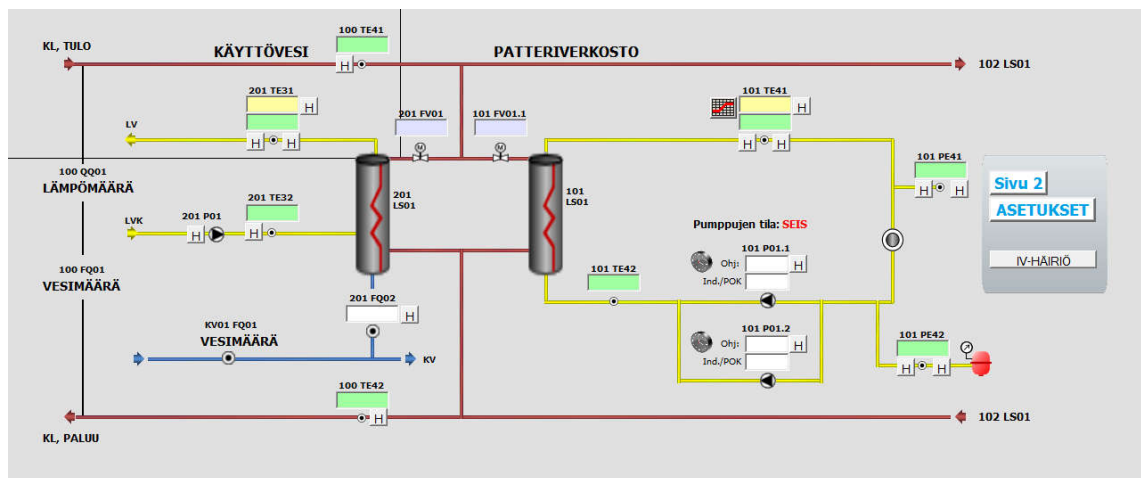 100 TE41
KL, TULO
KÄYTTÖVESI
PATTERIVERKOSTO
H
102 LS01
201 TE31
H
101 TE41
H
201 FV01
101 FV01.1
LV
H
H
H
H
M
M
101 PE41
100 QQ01
LÄMPÖMÄÄRÄ
201
LS01
101
LS01
H
H
Sivu 2
ASETUKSET
201 TE32
LVK
201 P01
H
H
Pumppujen tila: SEIS
101 P01.1
Ohj:
H
Ind./POK
IV-HÄIRIÖ
100 FQ01
VESIMÄÄRÄ
101 TE42
201 FQ02
H
KV01 FQ01
VESIMÄÄRÄ
KV
101 P01.2
Ohj:
H
Ind./POK
101 PE42
H
H
100 TE42
H
102 LS01
KL, PALUU